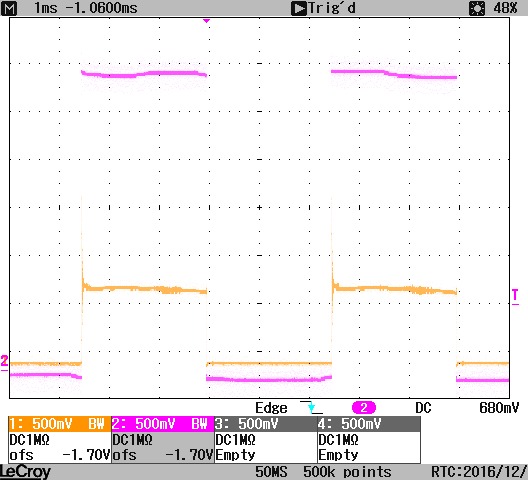 M 1ms -1.0600ms Trig'd 48%
T
2
Edge 2 DC 680mV
1: 500mV BW 2: 500mV BW 3: 500mV 4: 500mV
DC1MΩ DC1MΩ DC1MΩ DC1MΩ
ofs -1.70V ofs -1.70V Empty Empty
LeCroy 50MS 500k points RTC:2016/12/